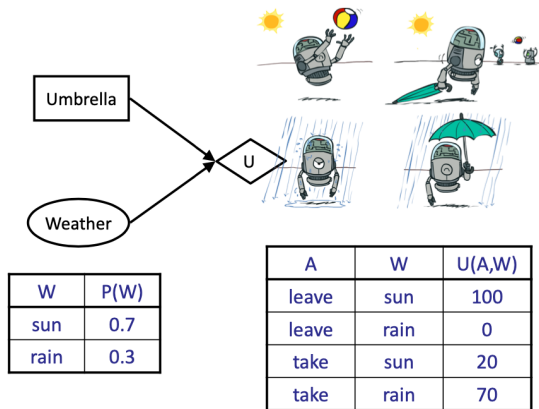 Umbrella
U
Weather
W P(W)
sun 0.7
rain 0.3
A W U(A,W)
leave sun 100
leave rain 0
take sun 20
take rain 70